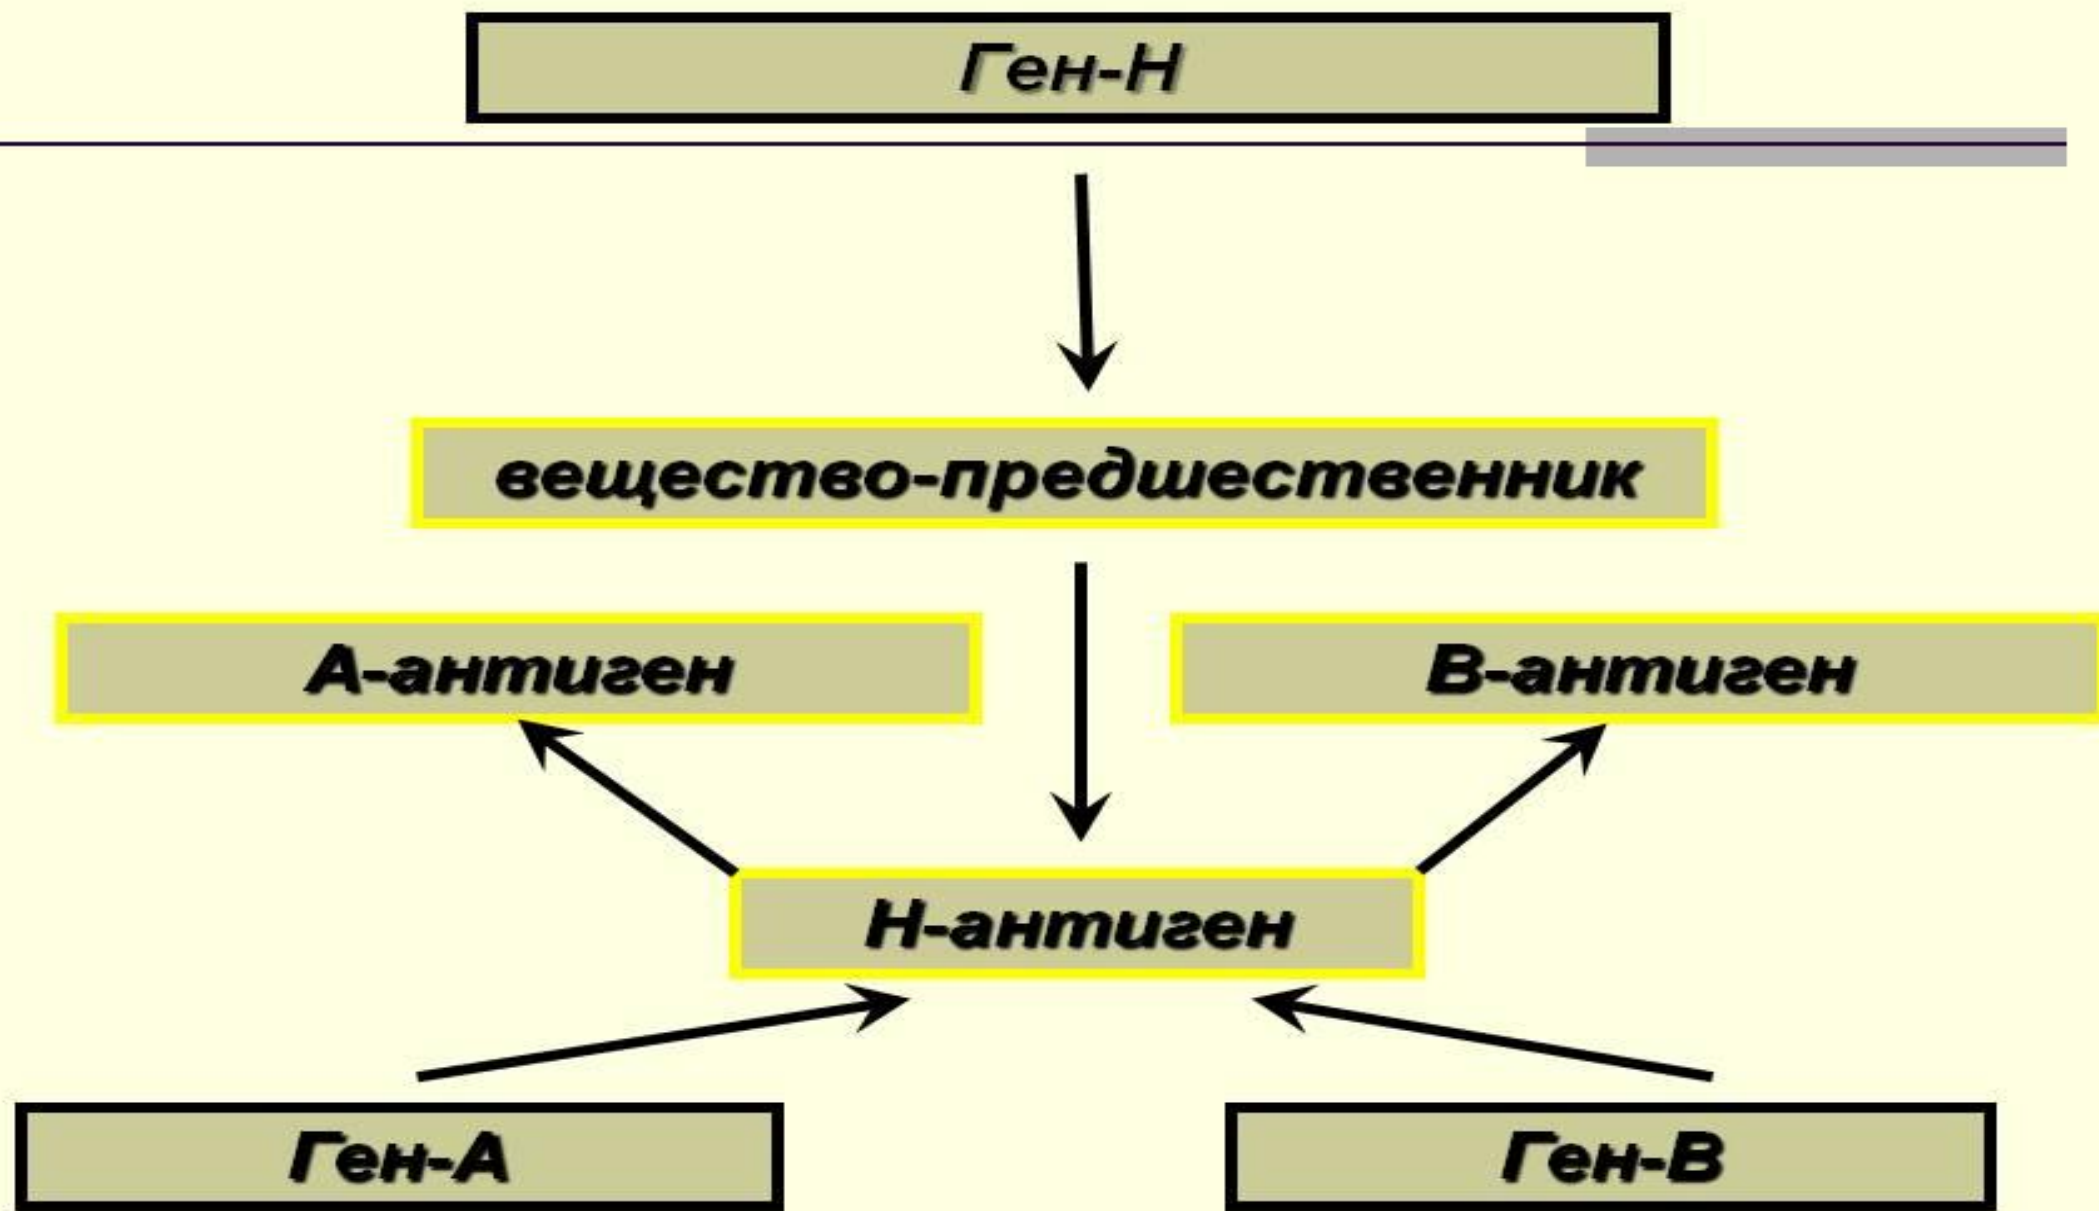 Ген-Н
вещество-предшественник
А-антиген
В-антиген
Н-антиген
Ген-А
Ген-В